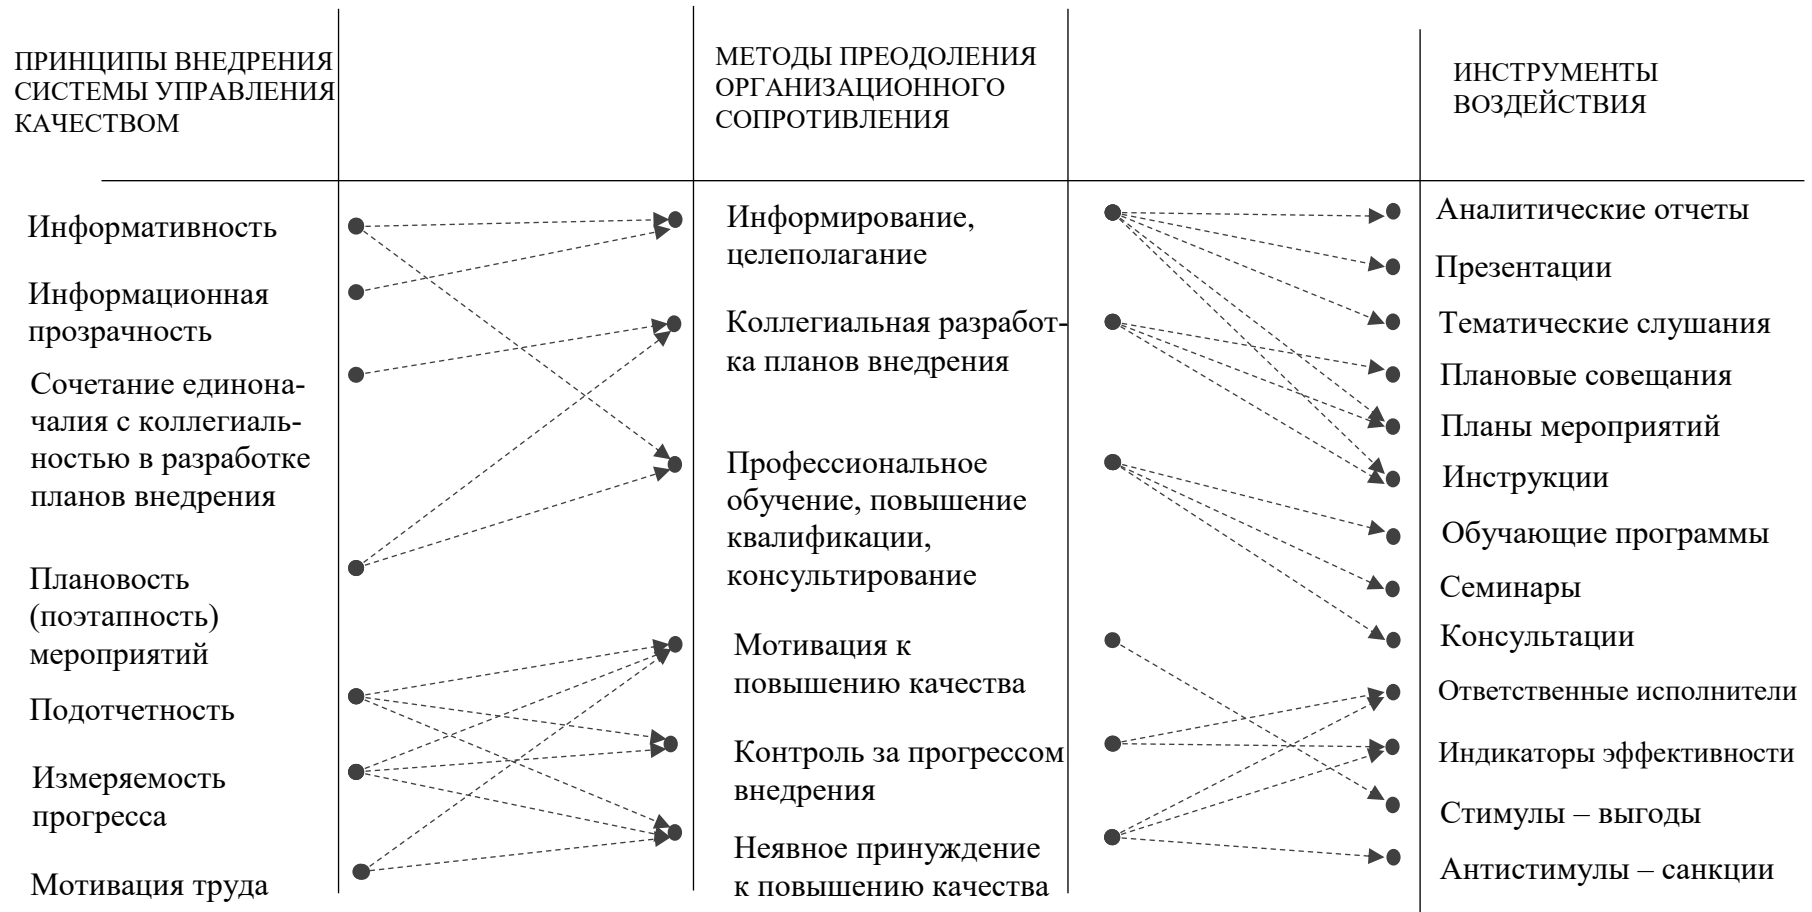 ПРИНЦИПЫ ВНЕДРЕНИЯ
СИСТЕМЫ УПРАВЛЕНИЯ
КАЧЕСТВОМ
МЕТОДЫ ПРЕОДОЛЕНИЯ
ОРГАНИЗАЦИОННОГО
СОПРОТИВЛЕНИЯ
ИНСТРУМЕНТЫ
ВОЗДЕЙСТВИЯ
Информативность
Информационная
прозрачность
Сочетание единона-
чалия с коллегиаль-
ностью в разработке
планов внедрения
Плановость
(поэтапность)
мероприятий
Подотчетность
Измеряемость
прогресса
Мотивация труда
Информирование,
целеполагание
Коллегиальная разработ-
ка планов внедрения
Профессиональное
обучение, повышение
квалификации,
консультирование
Мотивация к
повышению качества
Контроль за прогрессом
внедрения
Неявное принуждение
к повышению качества
Аналитические отчеты
Презентации
Тематические слушания
Плановые совещания
Планы мероприятий
Инструкции
Обучающие программы
Семинары
Консультации
Ответственные исполнители
Индикаторы эффективности
Стимулы – выгоды
Антистимулы – санкции